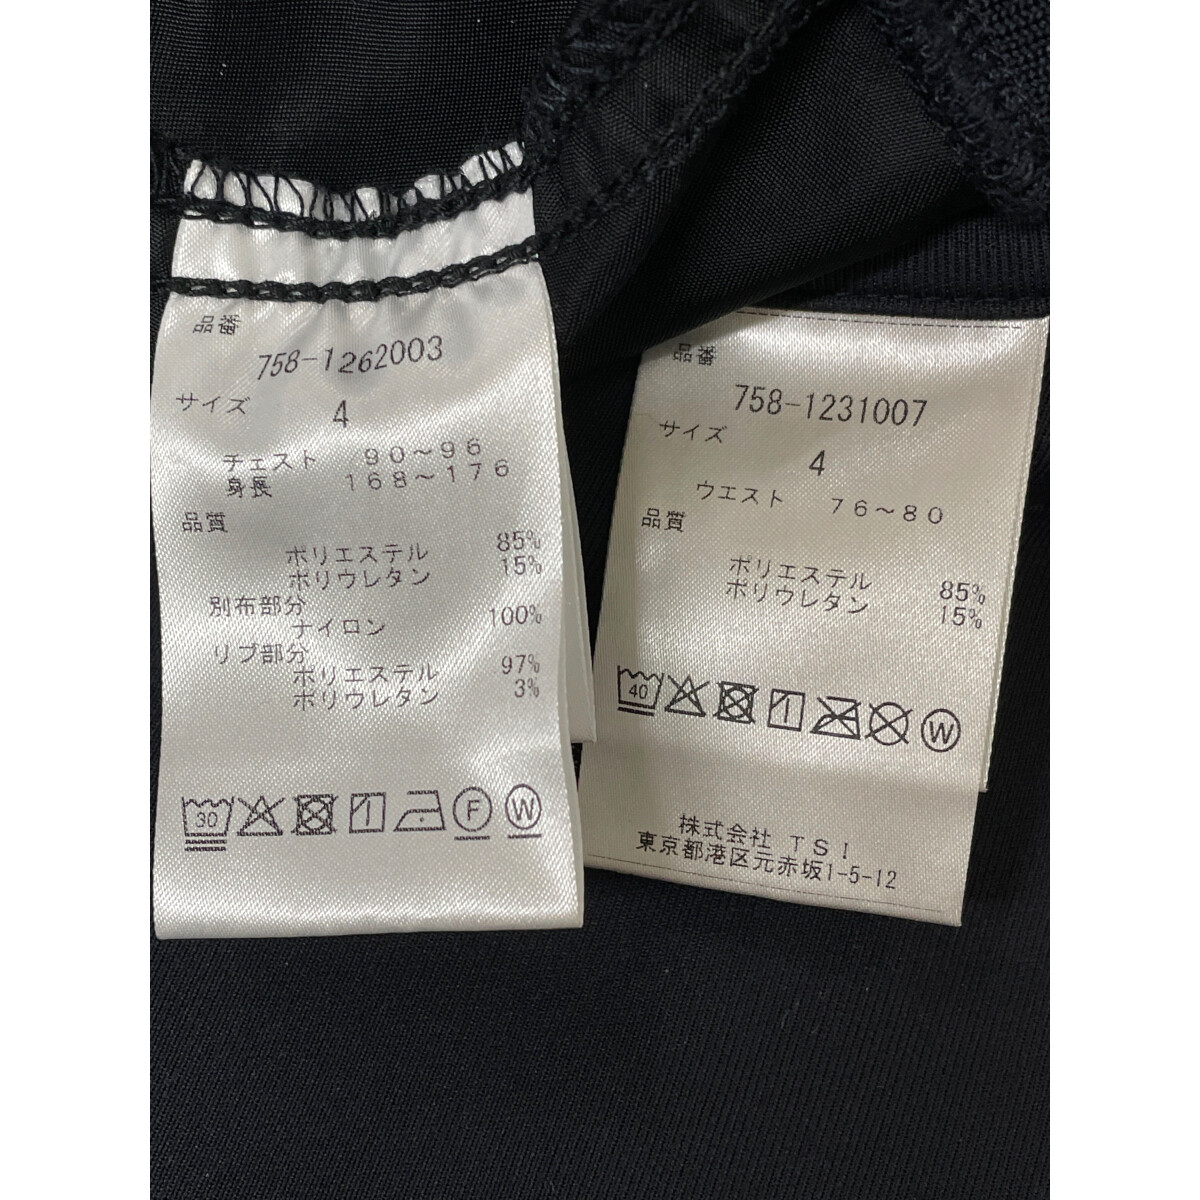 品番
758-1262003
サイズ
4
チェスト 90～96
身長 168～176
品質
ポリエステル 85%
ポリウレタン 15%
別布部分
ナイロン 100%
リブ部分
ポリエステル 97%
ポリウレタン 3%
30
F
W
品番
758-1231007
サイズ
4
ウエスト 76～80
品質
ポリエステル 85%
ポリウレタン 15%
40
W
株式会社 TSI
東京都港区元赤坂1-5-12